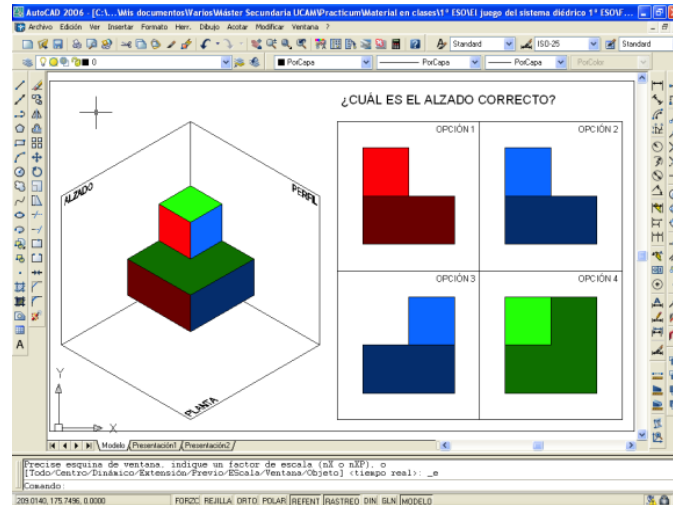 AutoCAD 2006 - [C:\...\Mis documentos\Varios\Máster Secundaria UCAM\Practicum\Material en clases\1º ESO\El juego del sistema diédrico 1º ESO\F...
Archivo Edición Ver Insertar Formato Herr. Dibujo Acotar Modificar Ventana ?
Standard ISO-25 Standard
0 PorCapa PorCapa PorCapa PorColor
¿CUÁL ES EL ALZADO CORRECTO?
OPCIÓN 1 OPCIÓN 2
ALZADO PERFIL
OPCIÓN 3 OPCIÓN 4
PLANTA
Y
X
A
Modelo Presentación1 Presentación2
Precise esquina de ventana, indique un factor de escala (nX o nXP), o
[Todo/Centro/Dinámico/Extensión/Previo/EScala/Ventana/Objeto] <tiempo real>: _e
Comando:
209.0140, 175.7496, 0.0000 FORZC REJILLA ORTO POLAR REFENT RASTREO DIN GLN MODELO